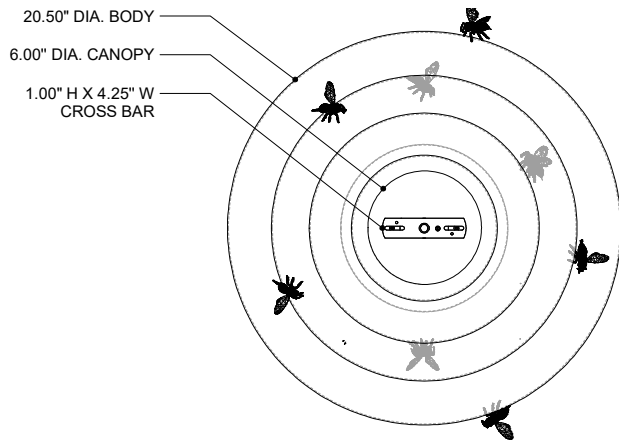 20.50" DIA. BODY
6.00" DIA. CANOPY
1.00" H X 4.25" W
CROSS BAR